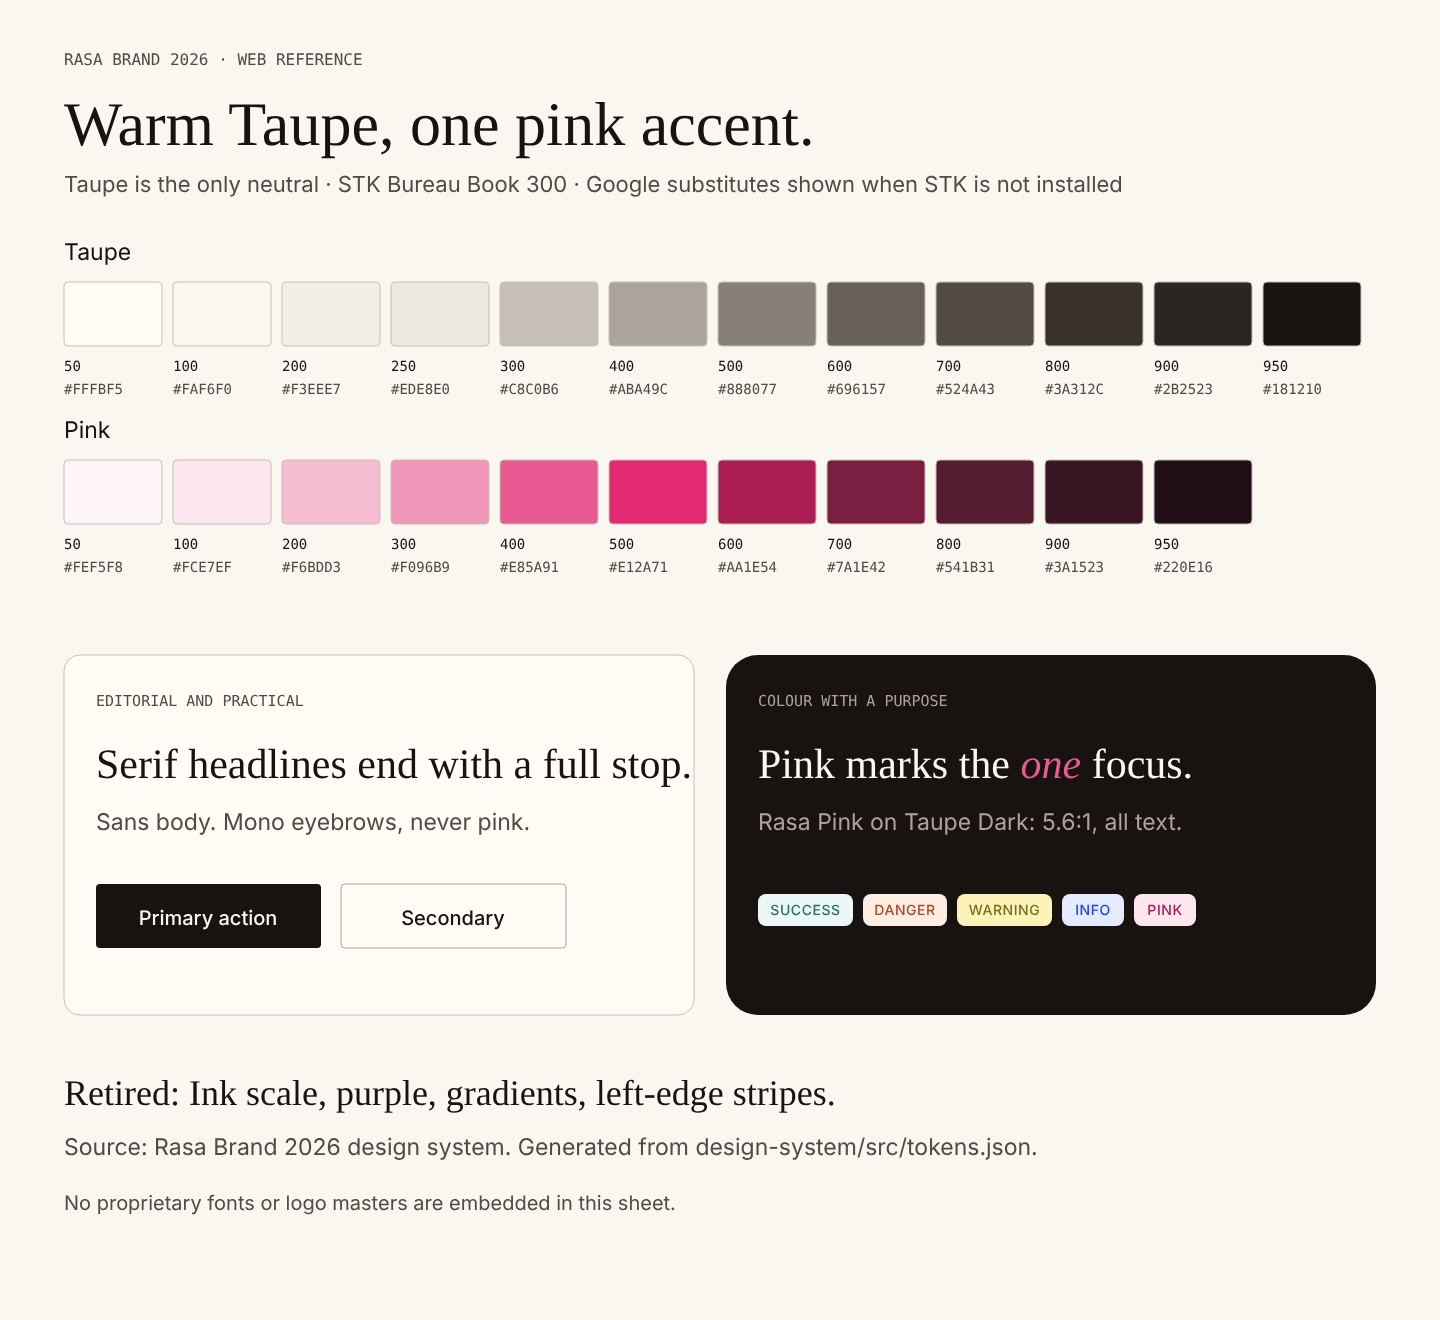 RASA BRAND 2026 · WEB REFERENCE
Warm Taupe, one pink accent.
Taupe is the only neutral · STK Bureau Book 300 · Google substitutes shown when STK is not installed
Taupe
50 100 200 250 300 400 500 600 700 800 900 950
#FFFBF5 #FAF6F0 #F3EEE7 #EDE8E0 #C8C0B6 #ABA49C #888077 #696157 #524A43 #3A312C #2B2523 #181210
Pink
50 100 200 300 400 500 600 700 800 900 950
#FEF5F8 #FCE7EF #F6BDD3 #F096B9 #E85A91 #E12A71 #AA1E54 #7A1E42 #541B31 #3A1523 #220E16
EDITORIAL AND PRACTICAL
Serif headlines end with a full stop.
Sans body. Mono eyebrows, never pink.
Primary action
Secondary
COLOUR WITH A PURPOSE
Pink marks the one focus.
Rasa Pink on Taupe Dark: 5.6:1, all text.
SUCCESS DANGER WARNING INFO PINK
Retired: Ink scale, purple, gradients, left-edge stripes.
Source: Rasa Brand 2026 design system. Generated from design-system/src/tokens.json.
No proprietary fonts or logo masters are embedded in this sheet.